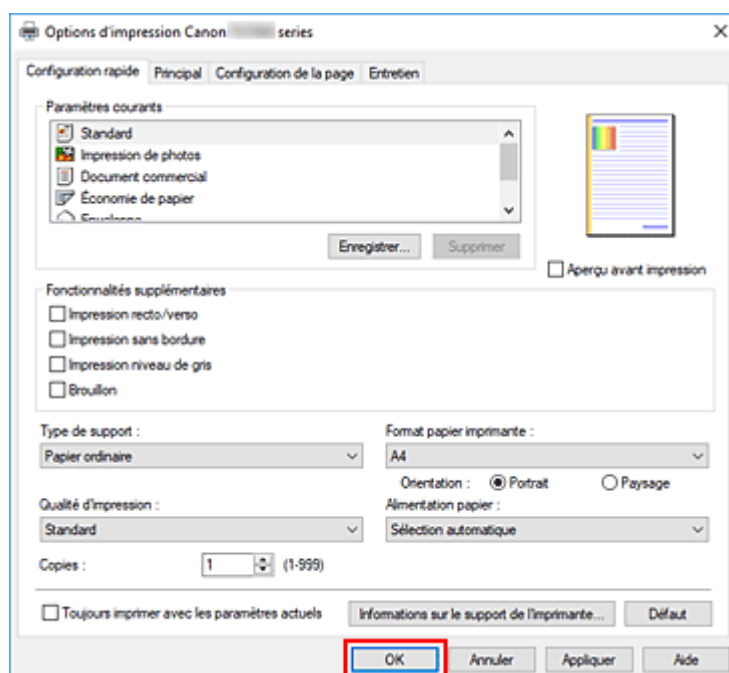 Options d'impression Canon series
Configuration rapide Principal Configuration de la page Entretien
Paramètres courants
Standard
Impression de photos
Document commercial
Économie de papier
Enregistrer... Supprimer
Aperçu avant impression
Fonctionnalités supplémentaires
Impression recto/verso
Impression sans bordure
Impression niveau de gris
Brouillon
Type de support : Format papier imprimante :
Papier ordinaire A4
Orientation : Portrait Paysage
Qualité d'impression : Alimentation papier :
Standard Sélection automatique
Copies : 1 (1-999)
Toujours imprimer avec les paramètres actuels Informations sur le support de l'imprimante... Défaut
OK Annuler Appliquer Aide